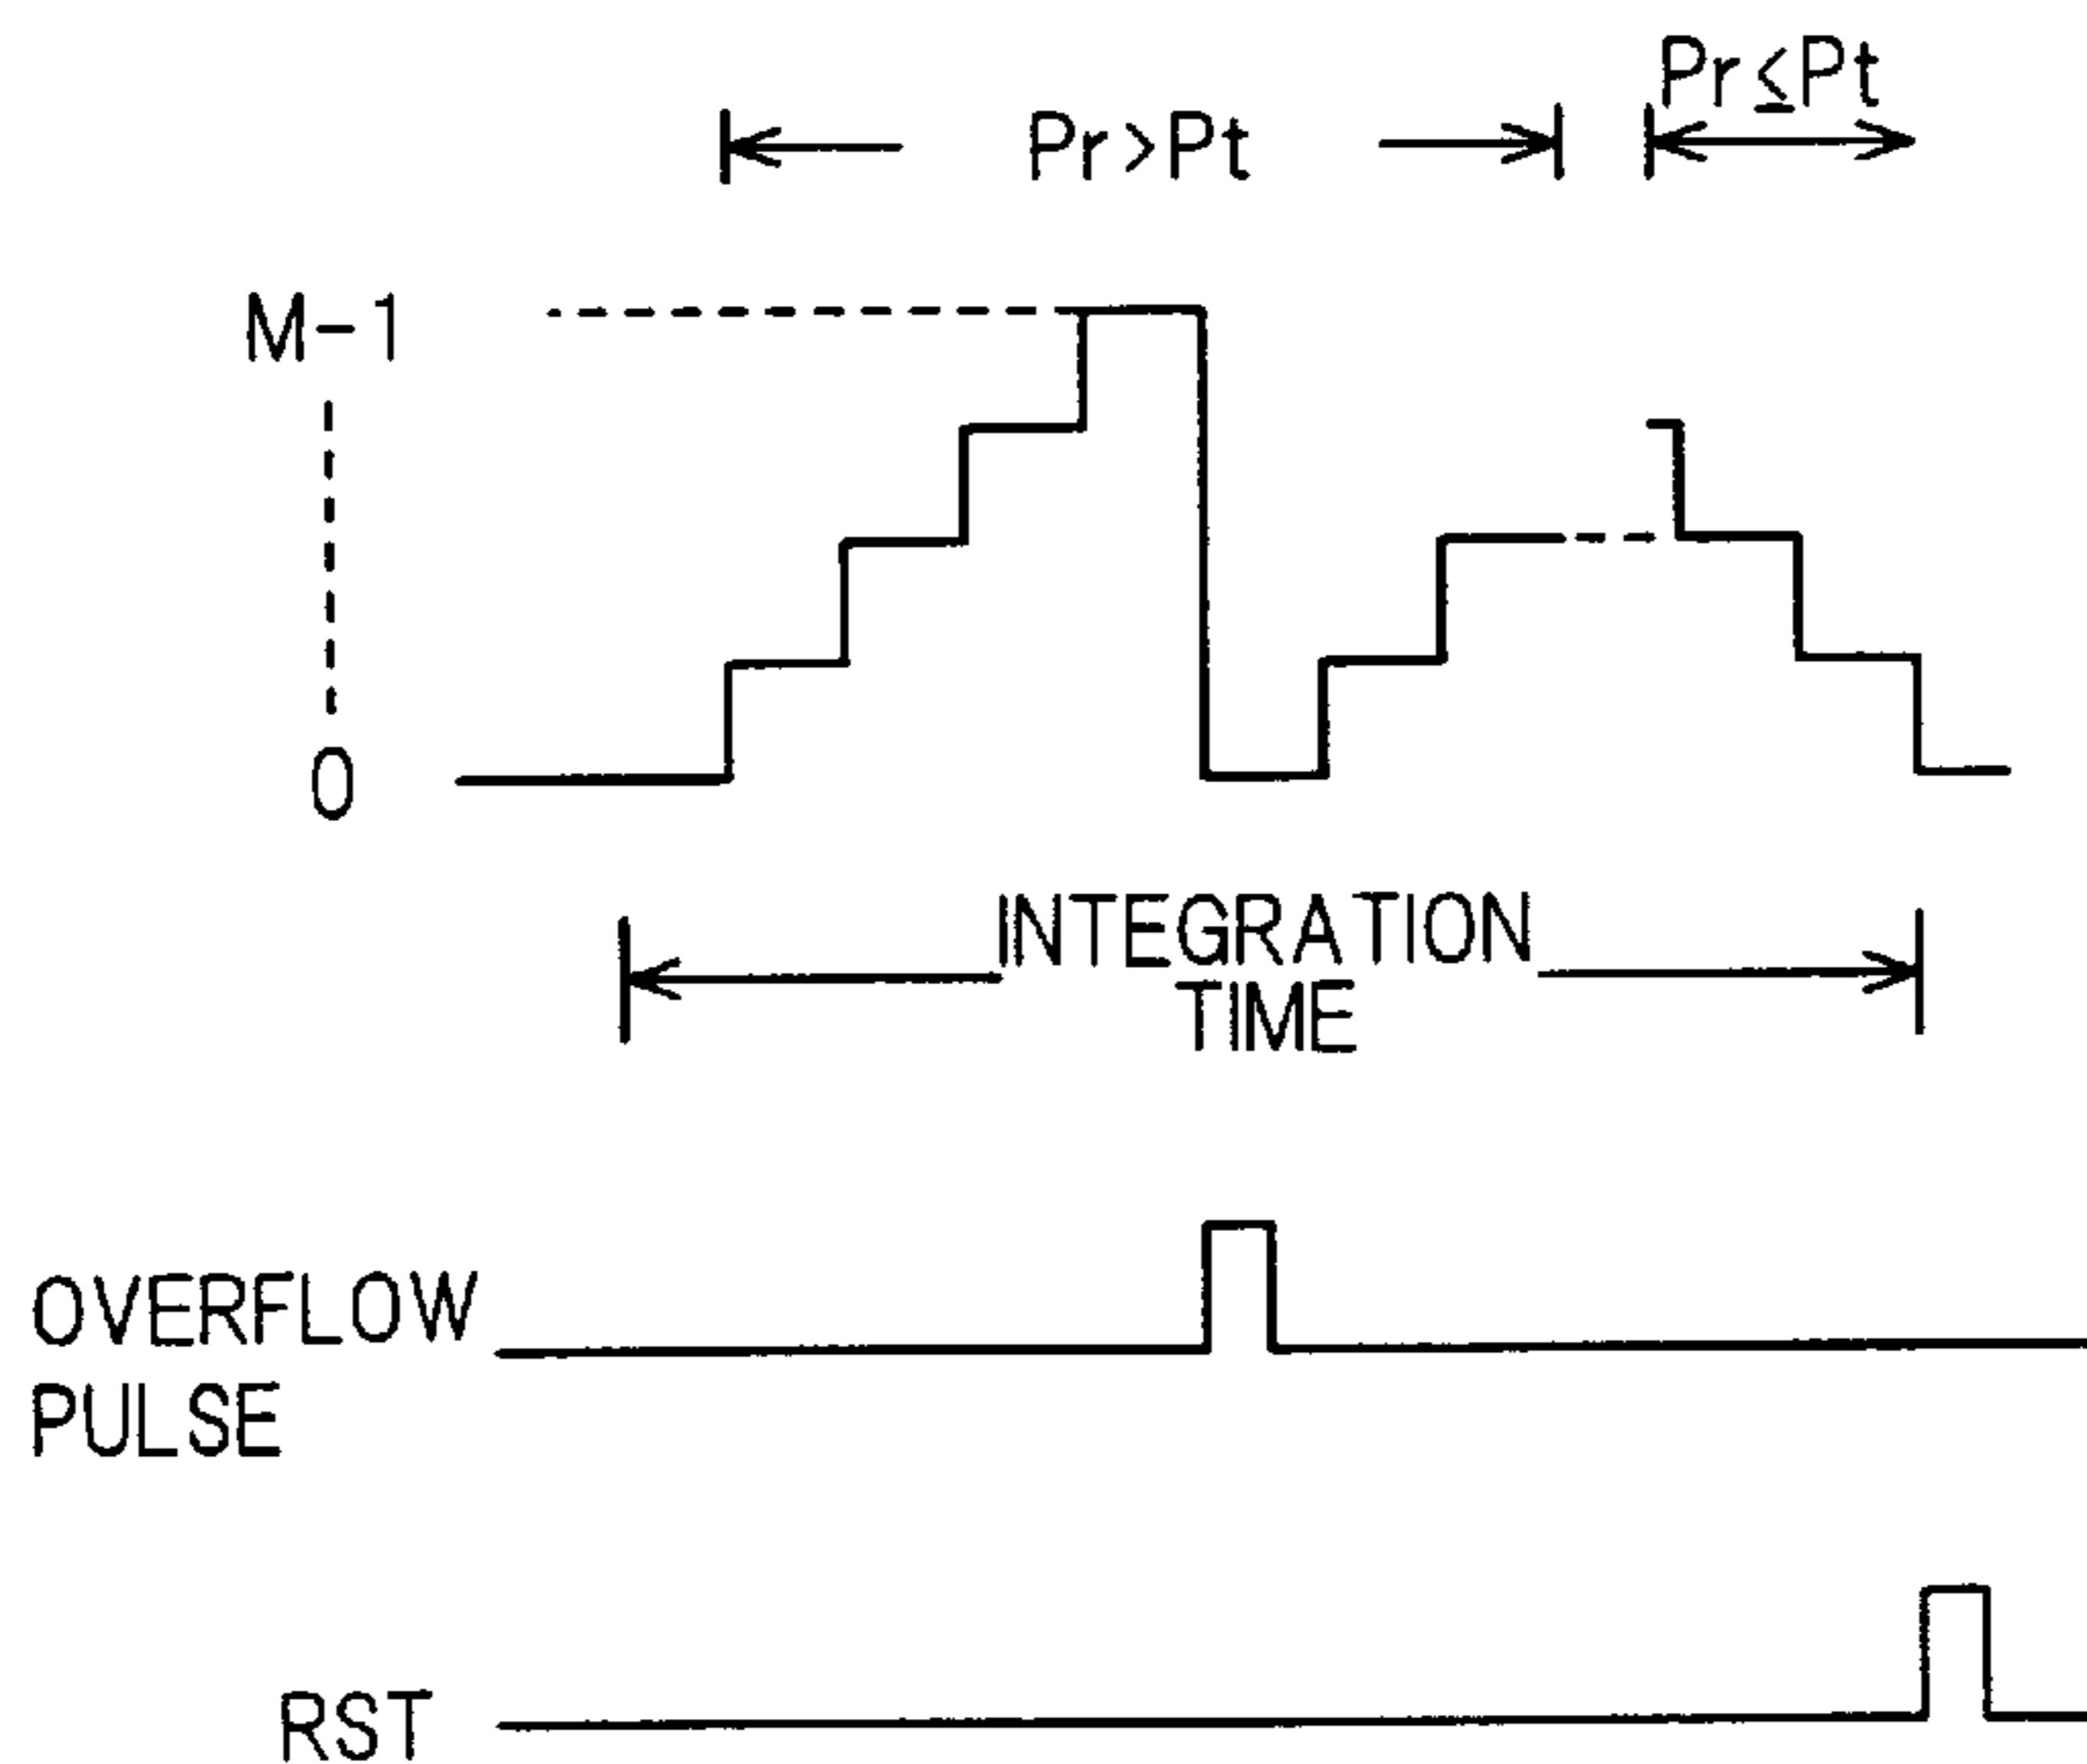 Pr≤Pt
Pr>Pt
M-1
0
INTEGRATION
TIME
OVERFLOW
PULSE
RST